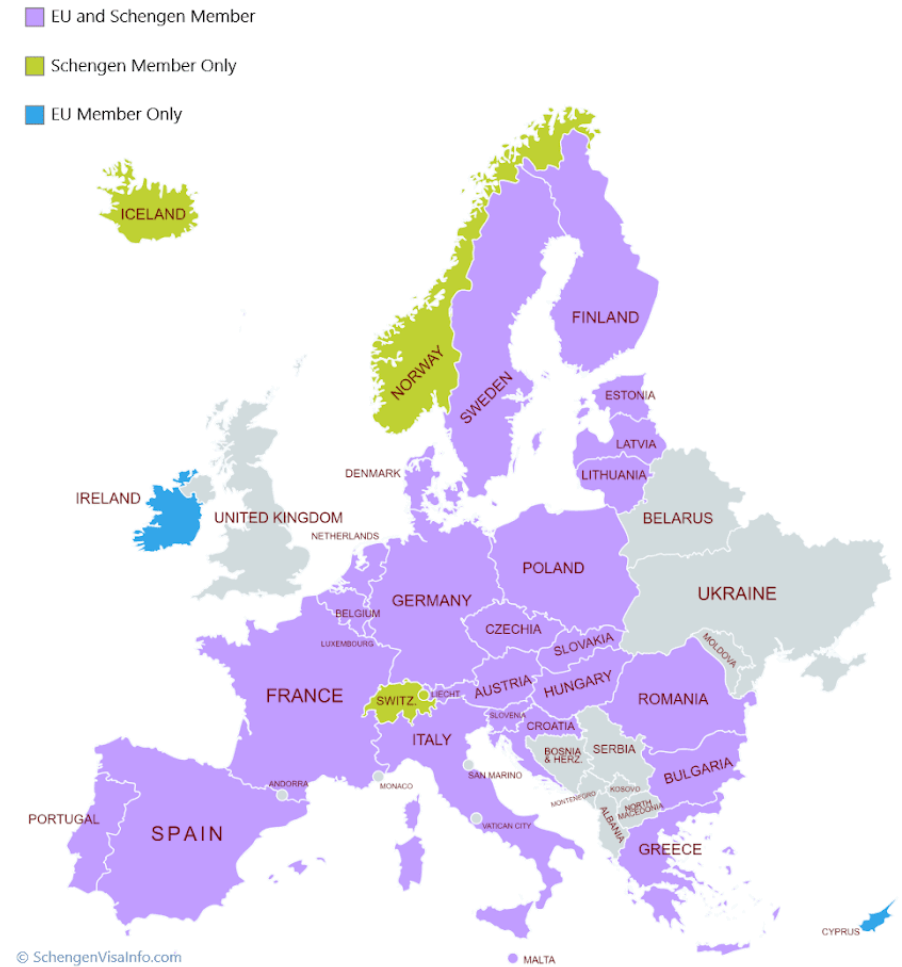 EU and Schengen Member
Schengen Member Only
EU Member Only
ICELAND
FINLAND
NORWAY
SWEDEN
ESTONIA
LATVIA
LITHUANIA
DENMARK
IRELAND
UNITED KINGDOM
BELARUS
NETHERLANDS
POLAND
UKRAINE
GERMANY
BELGIUM
CZECHIA
LUXEMBOURG
SLOVAKIA
MOLDOVA
FRANCE
SWITZ.
LIECHT
AUSTRIA
HUNGARY
ROMANIA
SLOVENIA
CROATIA
ITALY
BOSNIA
& HERZ.
SERBIA
BULGARIA
SAN MARINO
ANDORRA
MONACO
KOSOVO
MONTENEGRO
NORTH
MACEDONIA
PORTUGAL
SPAIN
VATICAN CITY
ALBANIA
GREECE
CYPRUS
MALTA
© SchengenVisaInfo.com